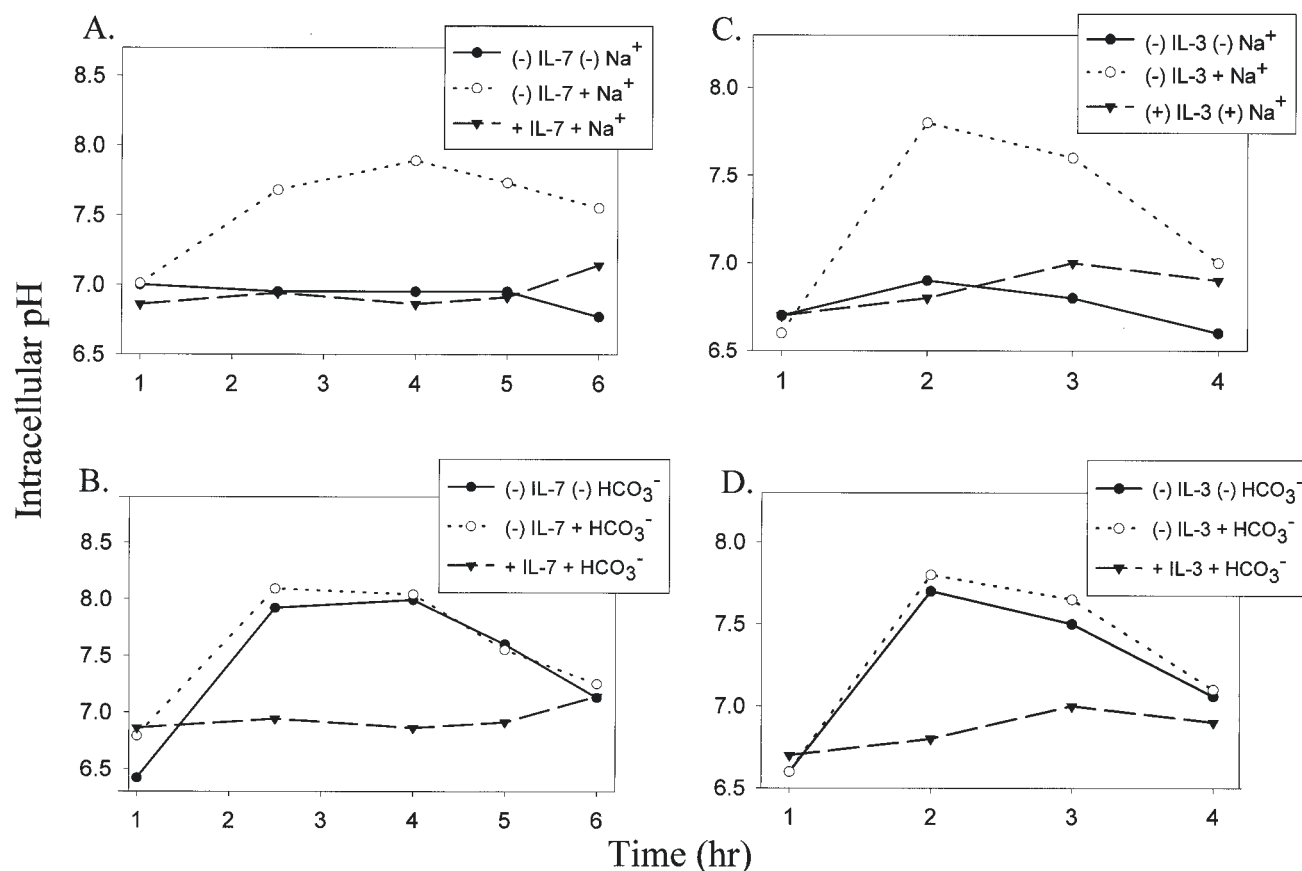 A.
(-) IL-7 (-) Na⁺
(-) IL-7 + Na⁺
+ IL-7 + Na⁺
8.5
8.0
7.5
7.0
6.5
1 2 3 4 5 6
C.
(-) IL-3 (-) Na⁺
(-) IL-3 + Na⁺
(+) IL-3 (+) Na⁺
8.0
7.5
7.0
6.5
1 2 3 4
Intracellular pH
B.
(-) IL-7 (-) HCO₃⁻
(-) IL-7 + HCO₃⁻
+ IL-7 + HCO₃⁻
8.5
8.0
7.5
7.0
6.5
1 2 3 4 5 6
D.
(-) IL-3 (-) HCO₃⁻
(-) IL-3 + HCO₃⁻
+ IL-3 + HCO₃⁻
8.0
7.5
7.0
6.5
1 2 3 4
Time (hr)